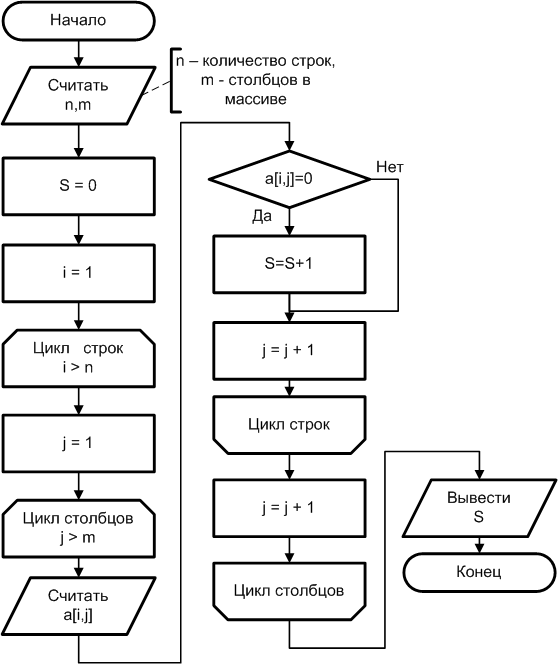 Начало
Считать
n,m
n – количество строк,
m - столбцов в
массиве
S = 0
i = 1
Цикл строк
i > n
j = 1
Цикл столбцов
j > m
Считать
a[i,j]
a[i,j]=0
Нет
Да
S=S+1
j = j + 1
Цикл строк
j = j + 1
Цикл столбцов
Вывести
S
Конец